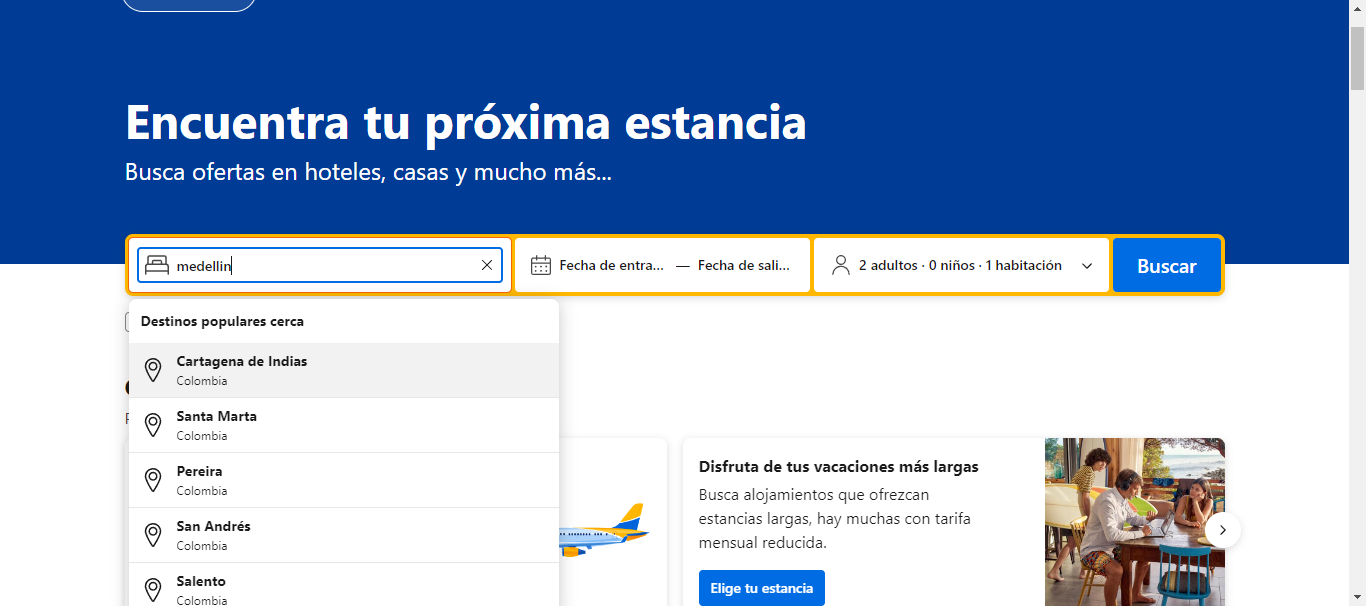 Encuentra tu próxima estancia
Busca ofertas en hoteles, casas y mucho más...
medellin
Fecha de entra... — Fecha de sali...
2 adultos · 0 niños · 1 habitación
Buscar
Destinos populares cerca
Cartagena de Indias
Colombia
Santa Marta
Colombia
Pereira
Colombia
San Andrés
Colombia
Salento
Colombia
Disfruta de tus vacaciones más largas
Busca alojamientos que ofrezcan
estancias largas, hay muchas con tarifa
mensual reducida.
Elige tu estancia